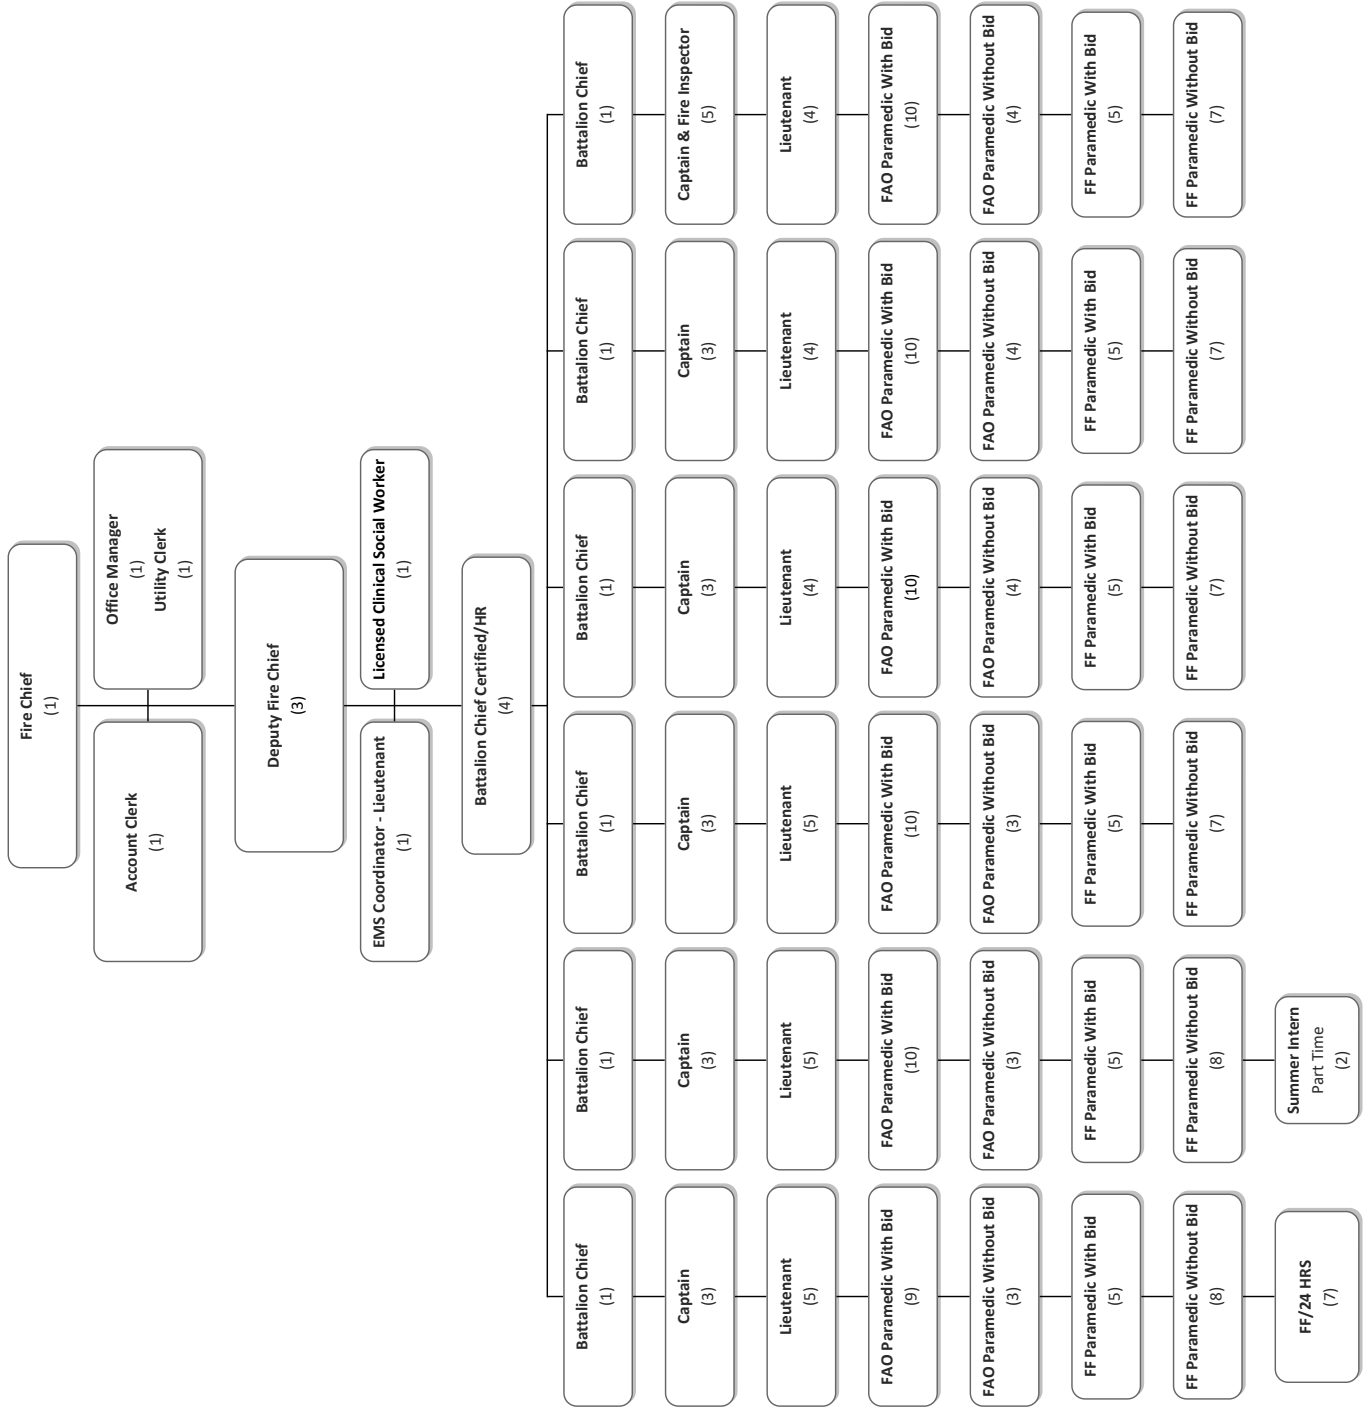 Fire Chief
(1)
Account Clerk
(1)
Office Manager
(1)
Utility Clerk
(1)
Deputy Fire Chief
(3)
EMS Coordinator - Lieutenant
(1)
Licensed Clinical Social Worker
(1)
Battalion Chief Certified/HR
(4)
Battalion Chief
(1)
Captain
(3)
Lieutenant
(5)
FAO Paramedic With Bid
(9)
FAO Paramedic Without Bid
(3)
FF Paramedic With Bid
(5)
FF Paramedic Without Bid
(8)
FF/24 HRS
(7)
Battalion Chief
(1)
Captain
(3)
Lieutenant
(5)
FAO Paramedic With Bid
(10)
FAO Paramedic Without Bid
(3)
FF Paramedic With Bid
(5)
FF Paramedic Without Bid
(8)
Summer Intern
Part Time
(2)
Battalion Chief
(1)
Captain
(3)
Lieutenant
(5)
FAO Paramedic With Bid
(10)
FAO Paramedic Without Bid
(3)
FF Paramedic With Bid
(5)
FF Paramedic Without Bid
(7)
Battalion Chief
(1)
Captain
(3)
Lieutenant
(4)
FAO Paramedic With Bid
(10)
FAO Paramedic Without Bid
(4)
FF Paramedic With Bid
(5)
FF Paramedic Without Bid
(7)
Battalion Chief
(1)
Captain
(3)
Lieutenant
(4)
FAO Paramedic With Bid
(10)
FAO Paramedic Without Bid
(4)
FF Paramedic With Bid
(5)
FF Paramedic Without Bid
(7)
Battalion Chief
(1)
Captain & Fire Inspector
(5)
Lieutenant
(4)
FAO Paramedic With Bid
(10)
FAO Paramedic Without Bid
(4)
FF Paramedic With Bid
(5)
FF Paramedic Without Bid
(7)